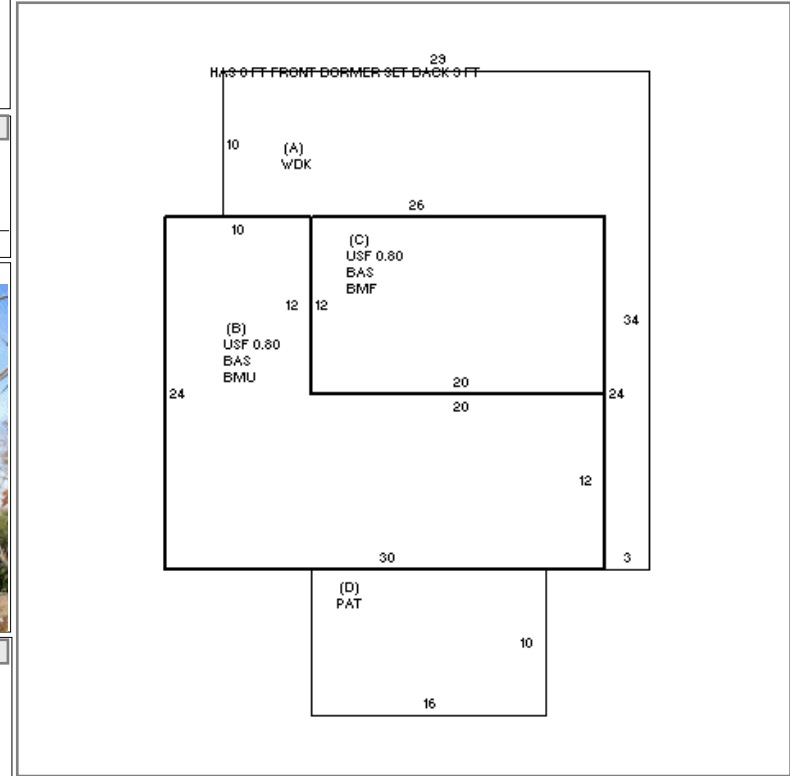 29
HAS 8 FT FRONT DORMER SET BACK 3 FT
10
(A)
WDK
26
10
(C)
USF 0.80
BAS
BMF
12
12
34
(B)
USF 0.80
BAS
BMU
20
24
24
20
12
30
3
(D)
PAT
10
16